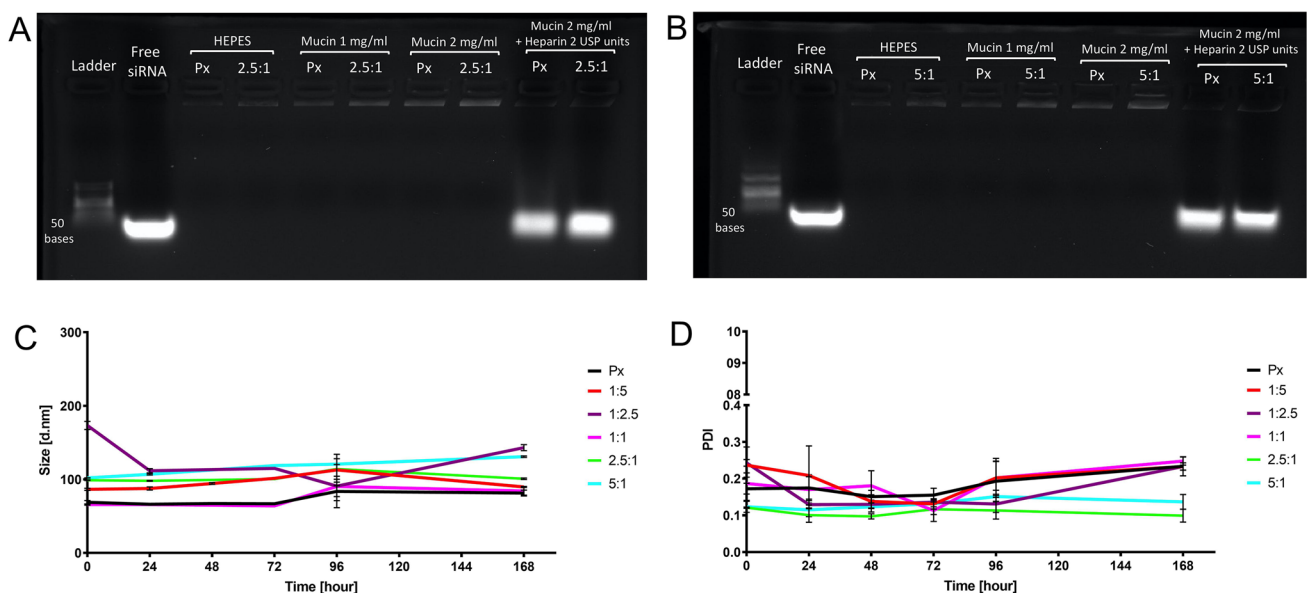 A
Ladder
Free
siRNA
HEPES
Px
2.5:1
Mucin 1 mg/ml
Px
2.5:1
Mucin 2 mg/ml
Px
2.5:1
Mucin 2 mg/ml
+ Heparin 2 USP units
Px
2.5:1
50
bases
B
Ladder
Free
siRNA
HEPES
Px
5:1
Mucin 1 mg/ml
Px
5:1
Mucin 2 mg/ml
Px
5:1
Mucin 2 mg/ml
+ Heparin 2 USP units
Px
5:1
50
bases
C
Size [d.nm]
300
200
100
0
0 24 48 72 96 120 144 168
Time [hour]
Px
1:5
1:2.5
1:1
2.5:1
5:1
D
PDI
10
08
0.4
0.3
0.2
0.1
0.0
0 24 48 72 96 120 144 168
Time [hour]
Px
1:5
1:2.5
1:1
2.5:1
5:1